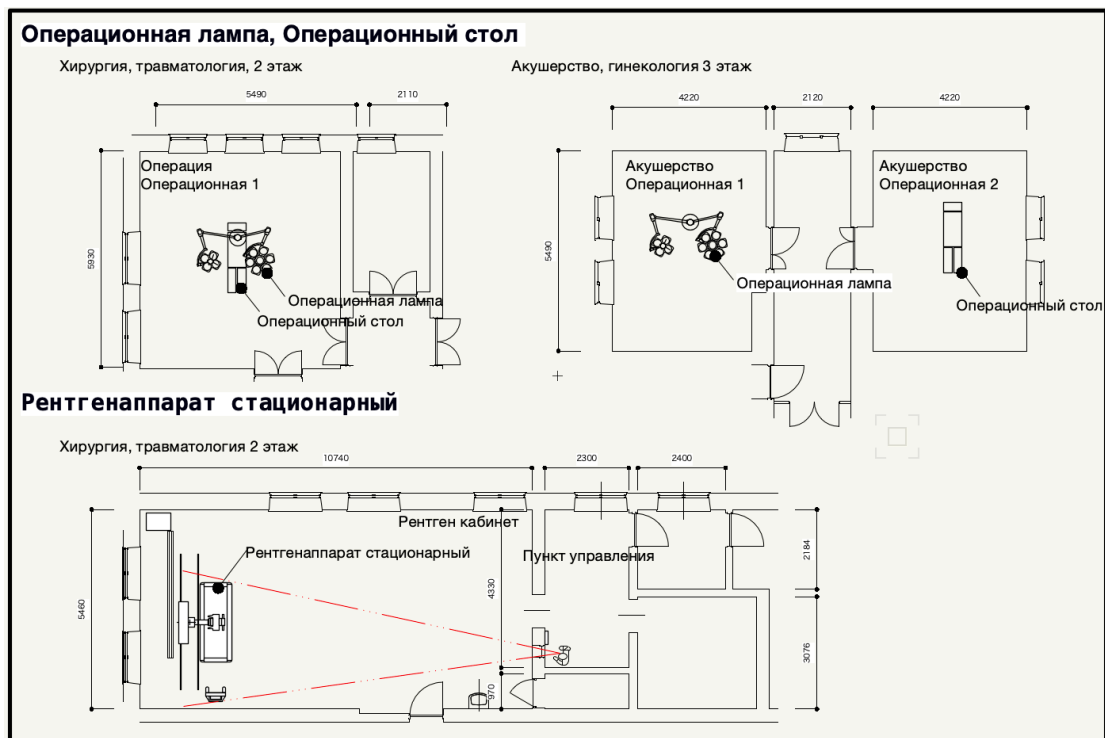 Операционная лампа, Операционный стол
Хирургия, травматология, 2 этаж
Акушерство, гинекология 3 этаж
5490
2110
4220
2120
4220
Операция
Операционная 1
Акушерство
Операционная 1
Акушерство
Операционная 2
5930
5490
Операционная лампа
Операционный стол
Операционная лампа
Операционный стол
Рентгенаппарат стационарный
Хирургия, травматология 2 этаж
10740
2300
2400
Рентген кабинет
Рентгенаппарат стационарный
Пункт управления
5460
4330
2184
3076
970